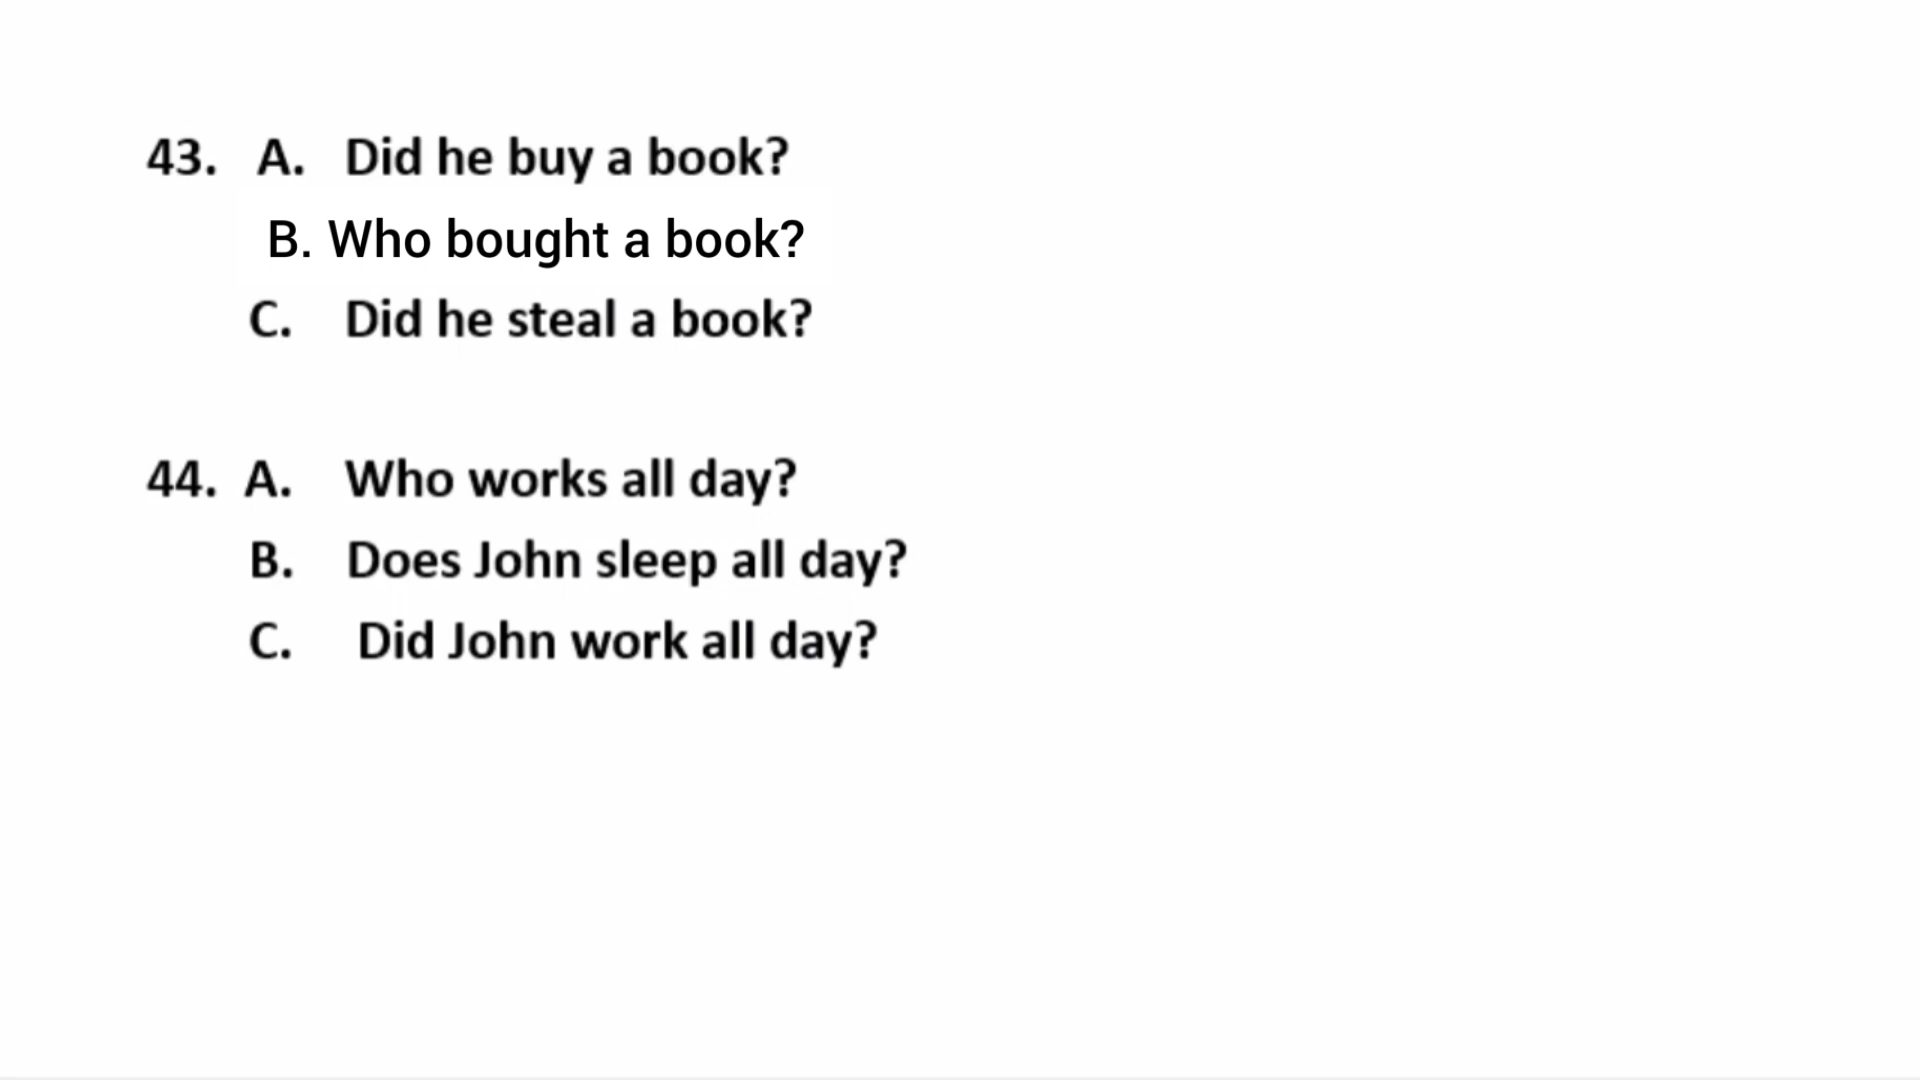 43. A. Did he buy a book?
B. Who bought a book?
C. Did he steal a book?
44. A. Who works all day?
B. Does John sleep all day?
C. Did John work all day?